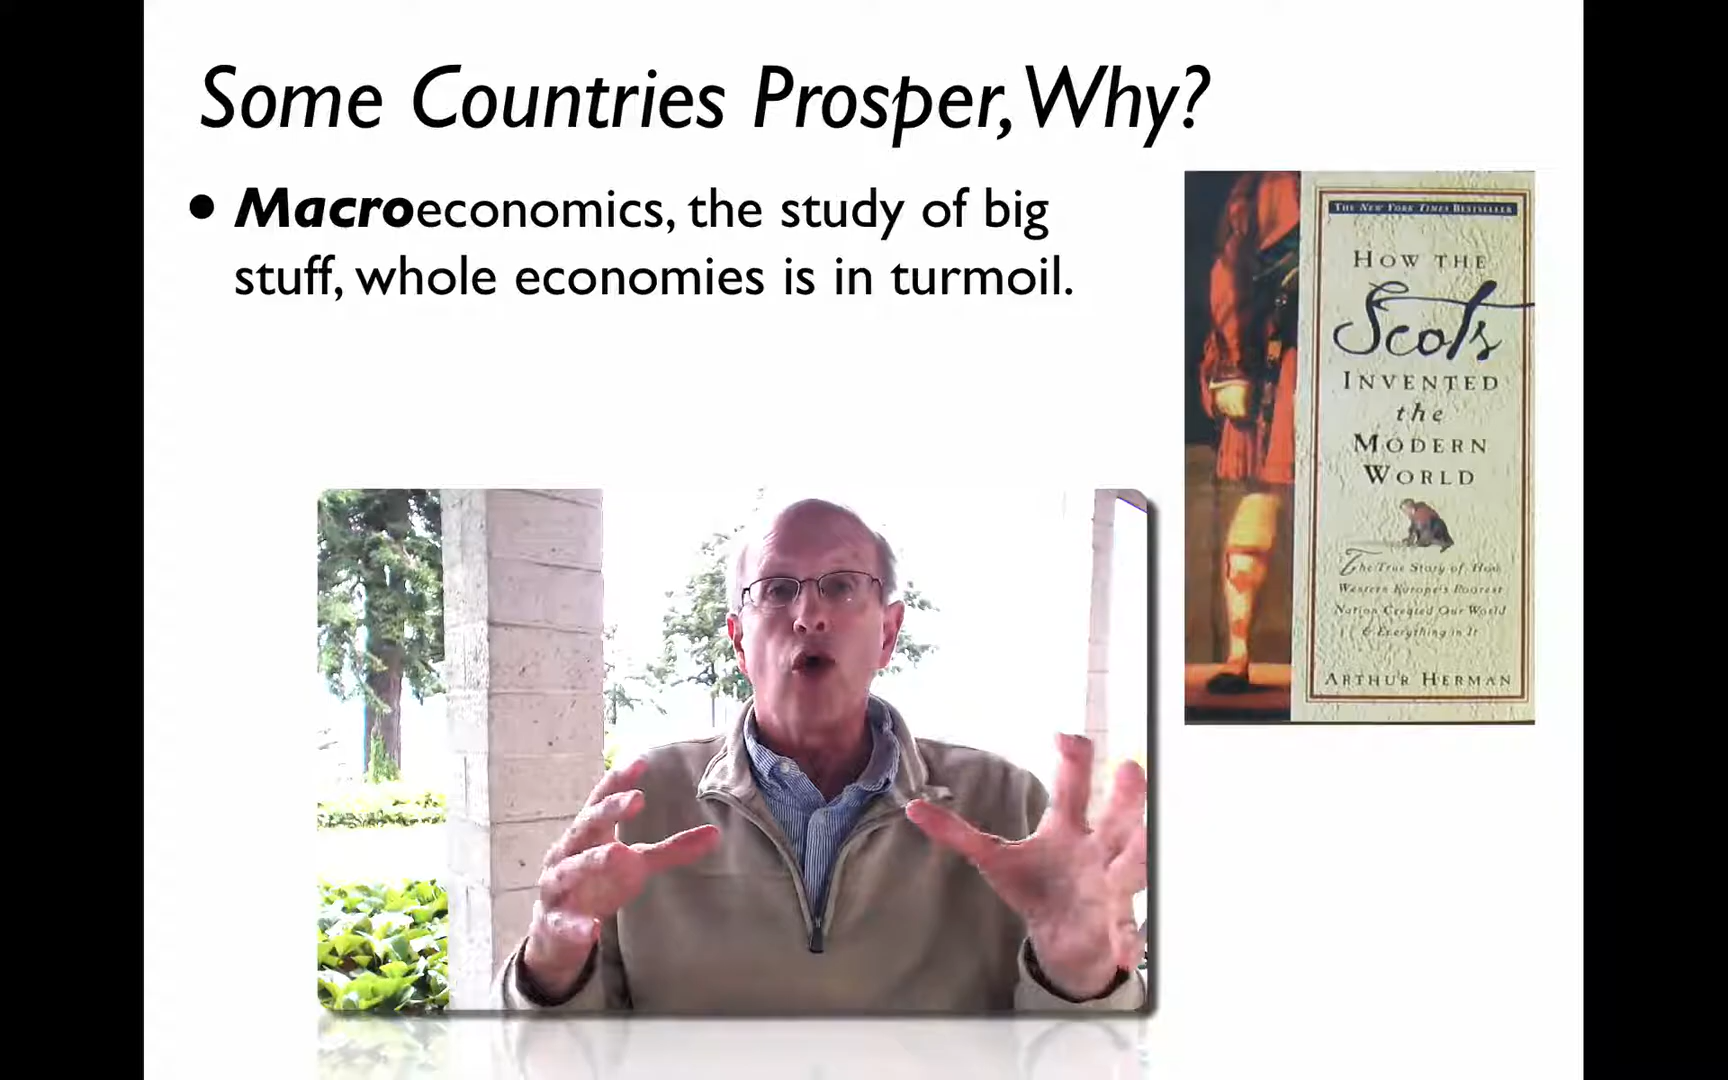 Some Countries Prosper, Why?
• Macroeconomics, the study of big
stuff, whole economies is in turmoil.
THE NEW YORK TIMES BESTSELLER
HOW THE
Scots
INVENTED
the
MODERN
WORLD
The True Story of How
Western Europe's Poorest
Nation Created Our World
& Everything in It
ARTHUR HERMAN